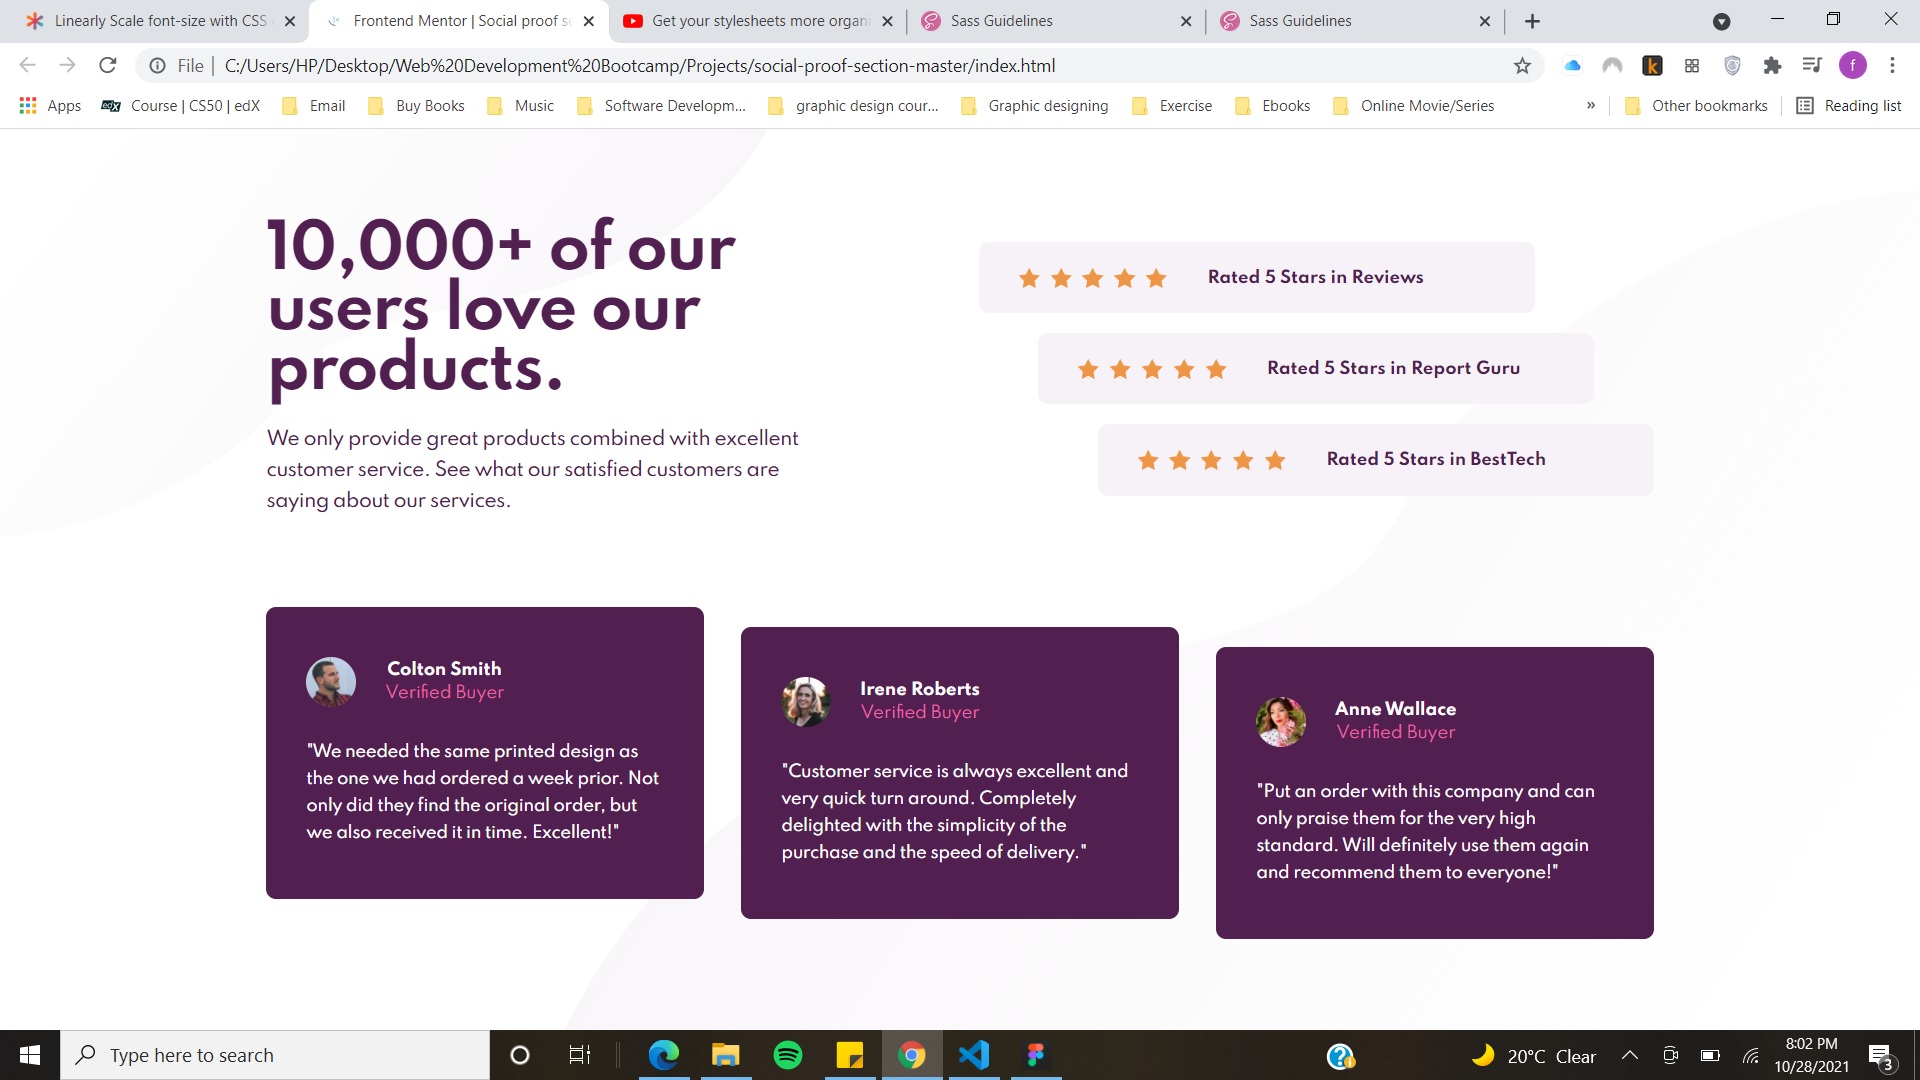 Linearly Scale font-size with CSS
Frontend Mentor | Social proof se
Get your stylesheets more organi
Sass Guidelines
Sass Guidelines
File
C:/Users/HP/Desktop/Web%20Development%20Bootcamp/Projects/social-proof-section-master/index.html
k
f
Apps
edX
Course | CS50 | edX
Email
Buy Books
Music
Software Developm...
graphic design cour...
Graphic designing
Exercise
Ebooks
Online Movie/Series
»
Other bookmarks
Reading list
10,000+ of our
users love our
products.
We only provide great products combined with excellent
customer service. See what our satisfied customers are
saying about our services.
Rated 5 Stars in Reviews
Rated 5 Stars in Report Guru
Rated 5 Stars in BestTech
Colton Smith
Verified Buyer
"We needed the same printed design as
the one we had ordered a week prior. Not
only did they find the original order, but
we also received it in time. Excellent!"
Irene Roberts
Verified Buyer
"Customer service is always excellent and
very quick turn around. Completely
delighted with the simplicity of the
purchase and the speed of delivery."
Anne Wallace
Verified Buyer
"Put an order with this company and can
only praise them for the very high
standard. Will definitely use them again
and recommend them to everyone!"
Type here to search
20°C Clear
8:02 PM
10/28/2021
3